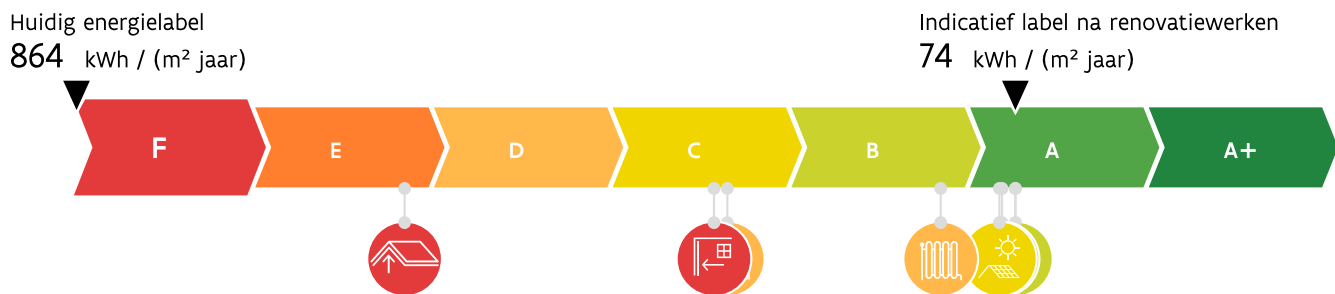 Huidig energielabel
864 kWh / (m² jaar)
Indicatief label na renovatiewerken
74 kWh / (m² jaar)
F E D C B A A+